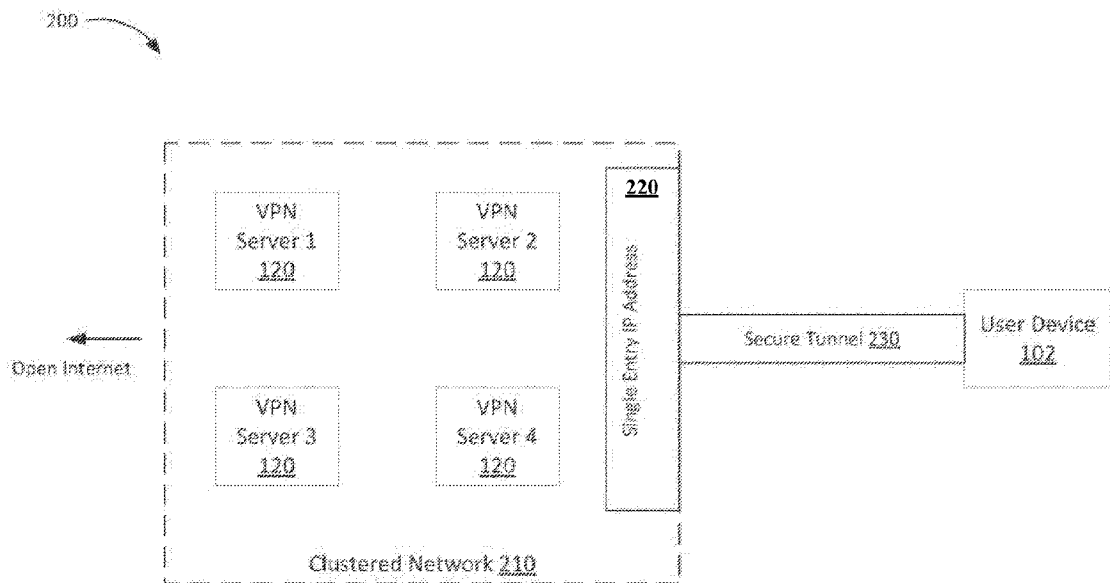 200
VPN
Server 1
120
VPN
Server 2
120
220
Single Entry IP Address
Secure Tunnel 230
User Device
102
Open Internet
VPN
Server 3
120
VPN
Server 4
120
Clustered Network 210